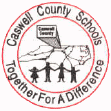 Caswell County Schools
Caswell
County
Together For A Difference